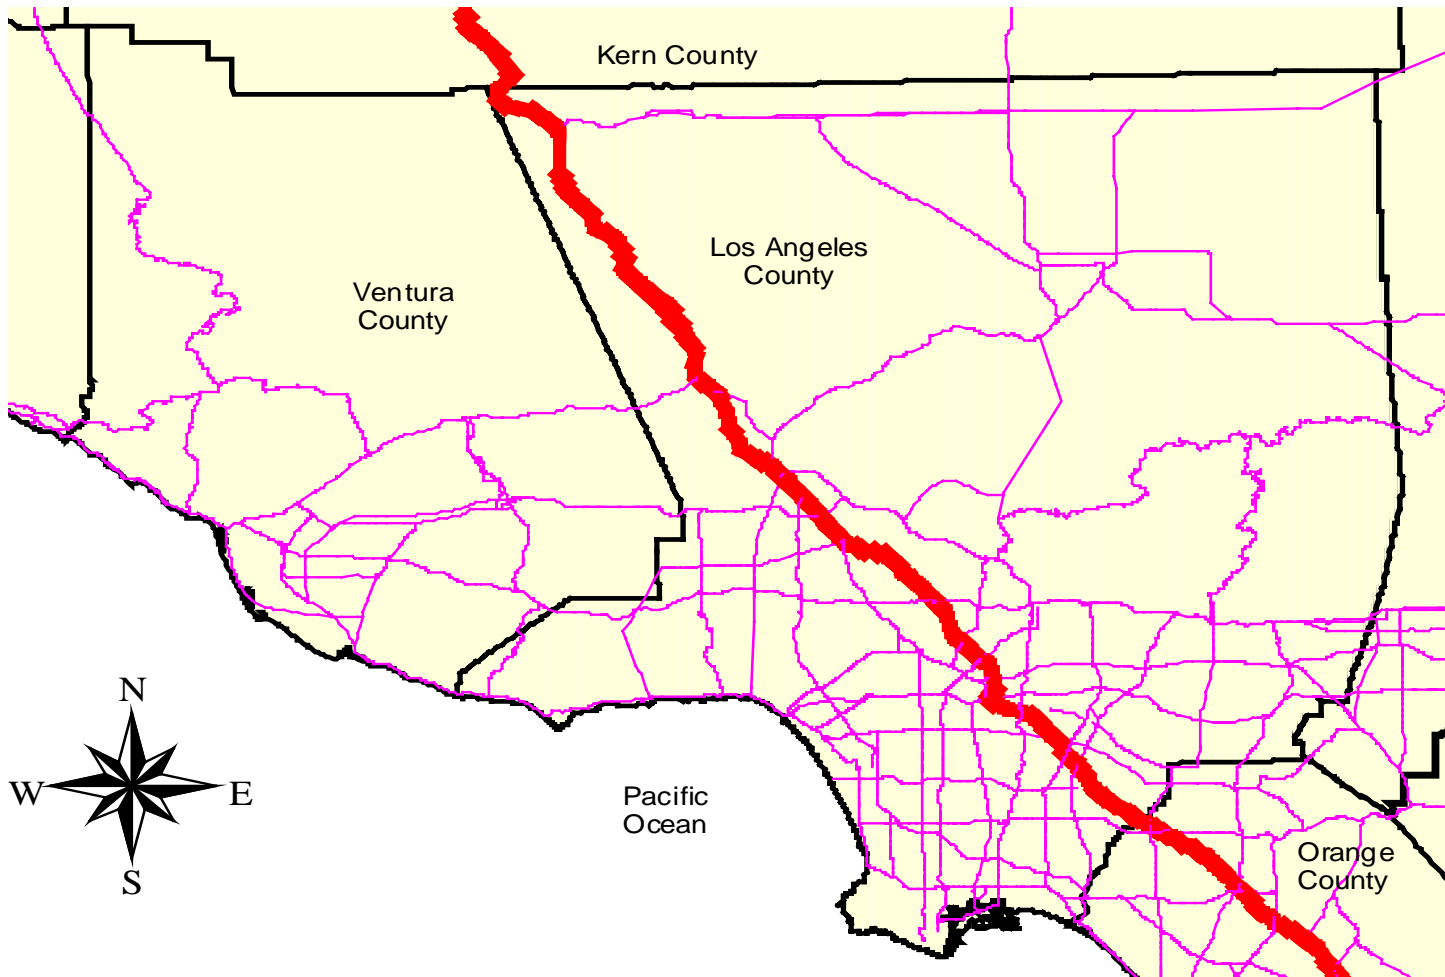 Kern County
Los Angeles
County
Ventura
County
N
W
E
S
Pacific
Ocean
Orange
County